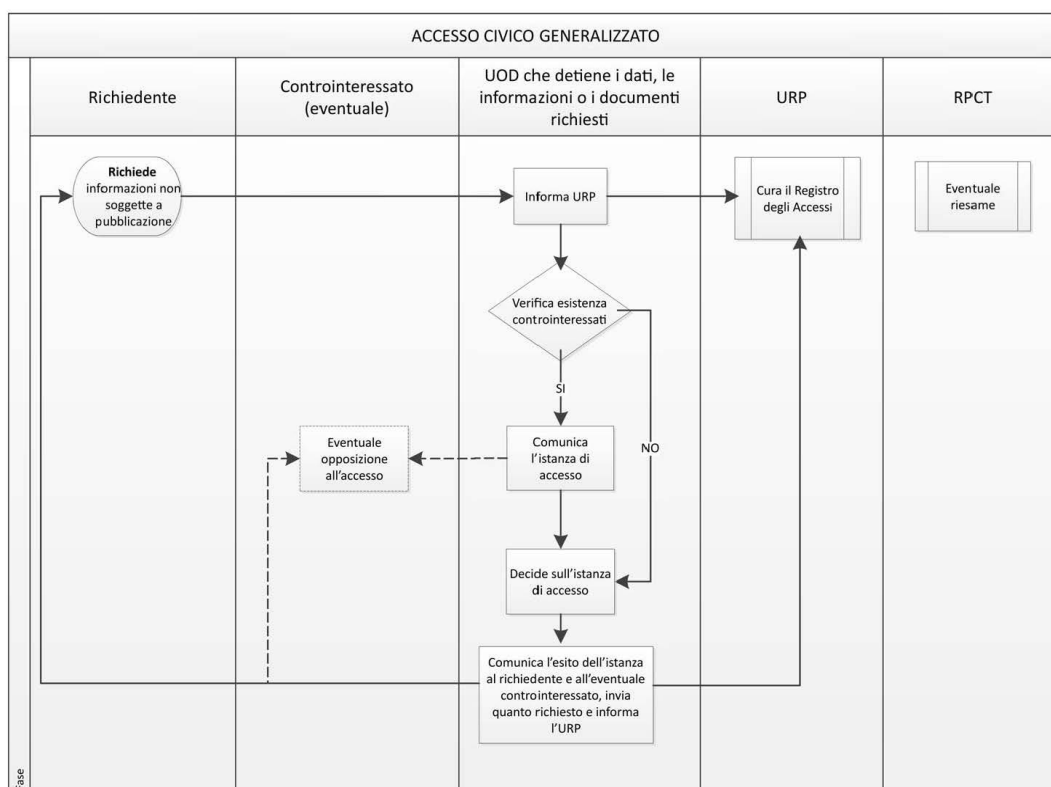 ACCESSO CIVICO GENERALIZZATO
Richiedente
Controinteressato
(eventuale)
UOD che detiene i dati, le
informazioni o i documenti
richiesti
URP
RPCT
Richiede
informazioni non
soggette a
pubblicazione
Informa URP
Cura il Registro
degli Accessi
Eventuale
riesame
Verifica esistenza
controinteressati
SI
NO
Eventuale
opposizione
all’accesso
Comunica
l’istanza di
accesso
Decide sull’istanza
di accesso
Comunica l’esito dell’istanza
al richiedente e all’eventuale
controinteressato, invia
quanto richiesto e informa
l’URP
Fase